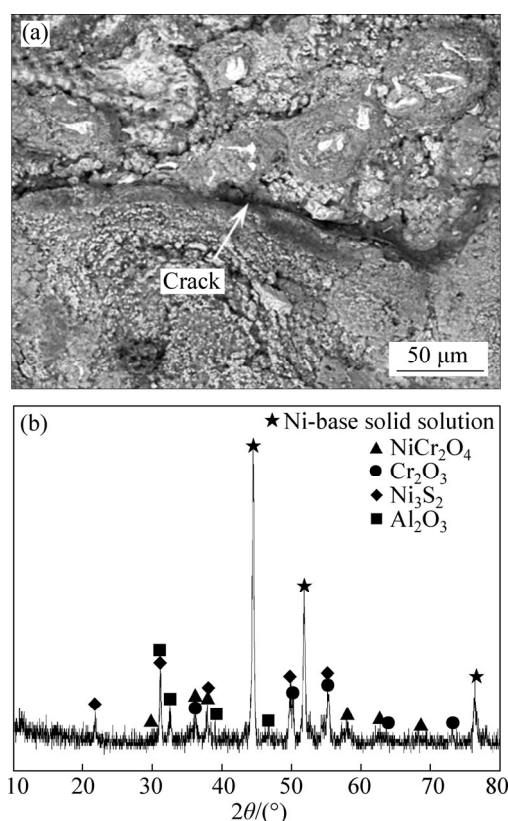 (a)
Crack
50 μm
(b)
★Ni-base solid solution
▲NiCr₂O₄
●Cr₂O₃
◆Ni₃S₂
■Al₂O₃
10 20 30 40 50 60 70 80
2θ/(°)